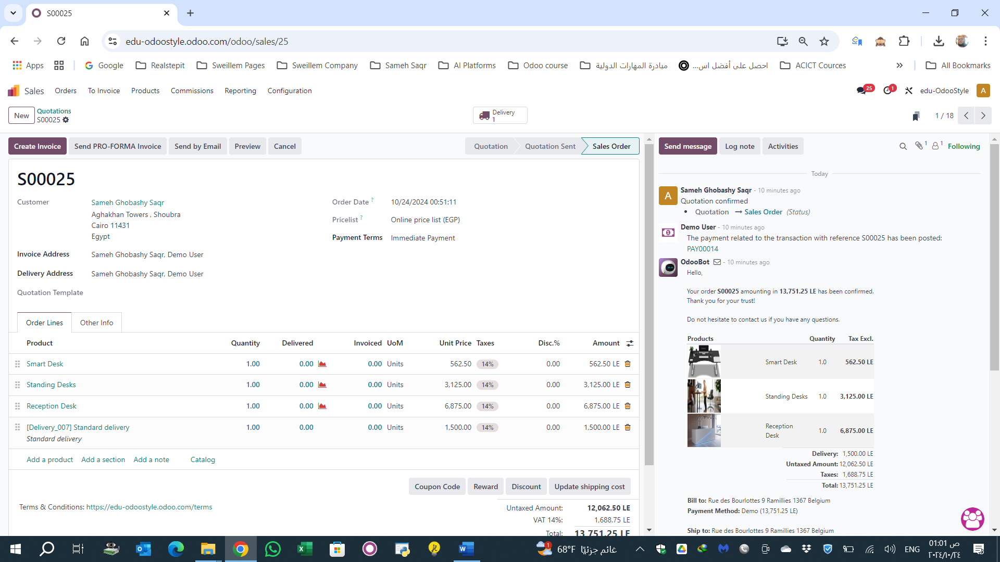 S00025
edu-odoostyle.odoo.com/odoo/sales/25
Apps Google Realstepit Sweillem Pages Sweillem Company Sameh Saqr AI Platforms Odoo course مبادرة المهارات الدولية احصل على أفضل اس... ACICT Cources All Bookmarks
Sales Orders To Invoice Products Commissions Reporting Configuration 25 1 edu-OdooStyle A
New Quotations
S00025
Delivery
1
1 / 18
Create Invoice Send PRO-FORMA Invoice Send by Email Preview Cancel Quotation Quotation Sent Sales Order
S00025
Customer Sameh Ghobashy Saqr
Aghakhan Towers , Shoubra
Cairo 11431
Egypt
Invoice Address Sameh Ghobashy Saqr, Demo User
Delivery Address Sameh Ghobashy Saqr, Demo User
Quotation Template
Order Date ? 10/24/2024 00:51:11
Pricelist ? Online price list (EGP)
Payment Terms Immediate Payment
Order Lines Other Info
Product Quantity Delivered Invoiced UoM Unit Price Taxes Disc.% Amount
Smart Desk 1.00 0.00 0.00 Units 562.50 14% 0.00 562.50 LE
Standing Desks 1.00 0.00 0.00 Units 3,125.00 14% 0.00 3,125.00 LE
Reception Desk 1.00 0.00 0.00 Units 6,875.00 14% 0.00 6,875.00 LE
[Delivery_007] Standard delivery 1.00 0.00 0.00 Units 1,500.00 14% 0.00 1,500.00 LE
Standard delivery
Add a product Add a section Add a note Catalog
Coupon Code Reward Discount Update shipping cost
Terms & Conditions: https://edu-odoostyle.odoo.com/terms
Untaxed Amount: 12,062.50 LE
VAT 14%: 1,688.75 LE
Total: 13,751.25 LE
Send message Log note Activities 1 1 Following
Today
A
Sameh Ghobashy Saqr - 10 minutes ago
Quotation confirmed
• Quotation → Sales Order (Status)
Demo User - 10 minutes ago
The payment related to the transaction with reference S00025 has been posted:
PAY00014
OdooBot - 10 minutes ago
Hello,
Your order S00025 amounting in 13,751.25 LE has been confirmed.
Thank you for your trust!
Do not hesitate to contact us if you have any questions.
Products Quantity Tax Excl.
Smart Desk 1.0 562.50 LE
Standing Desks 1.0 3,125.00 LE
Reception
Desk 1.0 6,875.00 LE
Delivery: 1,500.00 LE
Untaxed Amount: 12,062.50 LE
Taxes: 1,688.75 LE
Total: 13,751.25 LE
Bill to: Rue des Bourlottes 9 Ramillies 1367 Belgium
Payment Method: Demo (13,751.25 LE)
Ship to: Rue des Bourlottes 9 Ramillies 1367 Belgium
1 68°F غائم جزئيًا ENG 01:01 ص
٢٠٢٤/١٠/٢٤